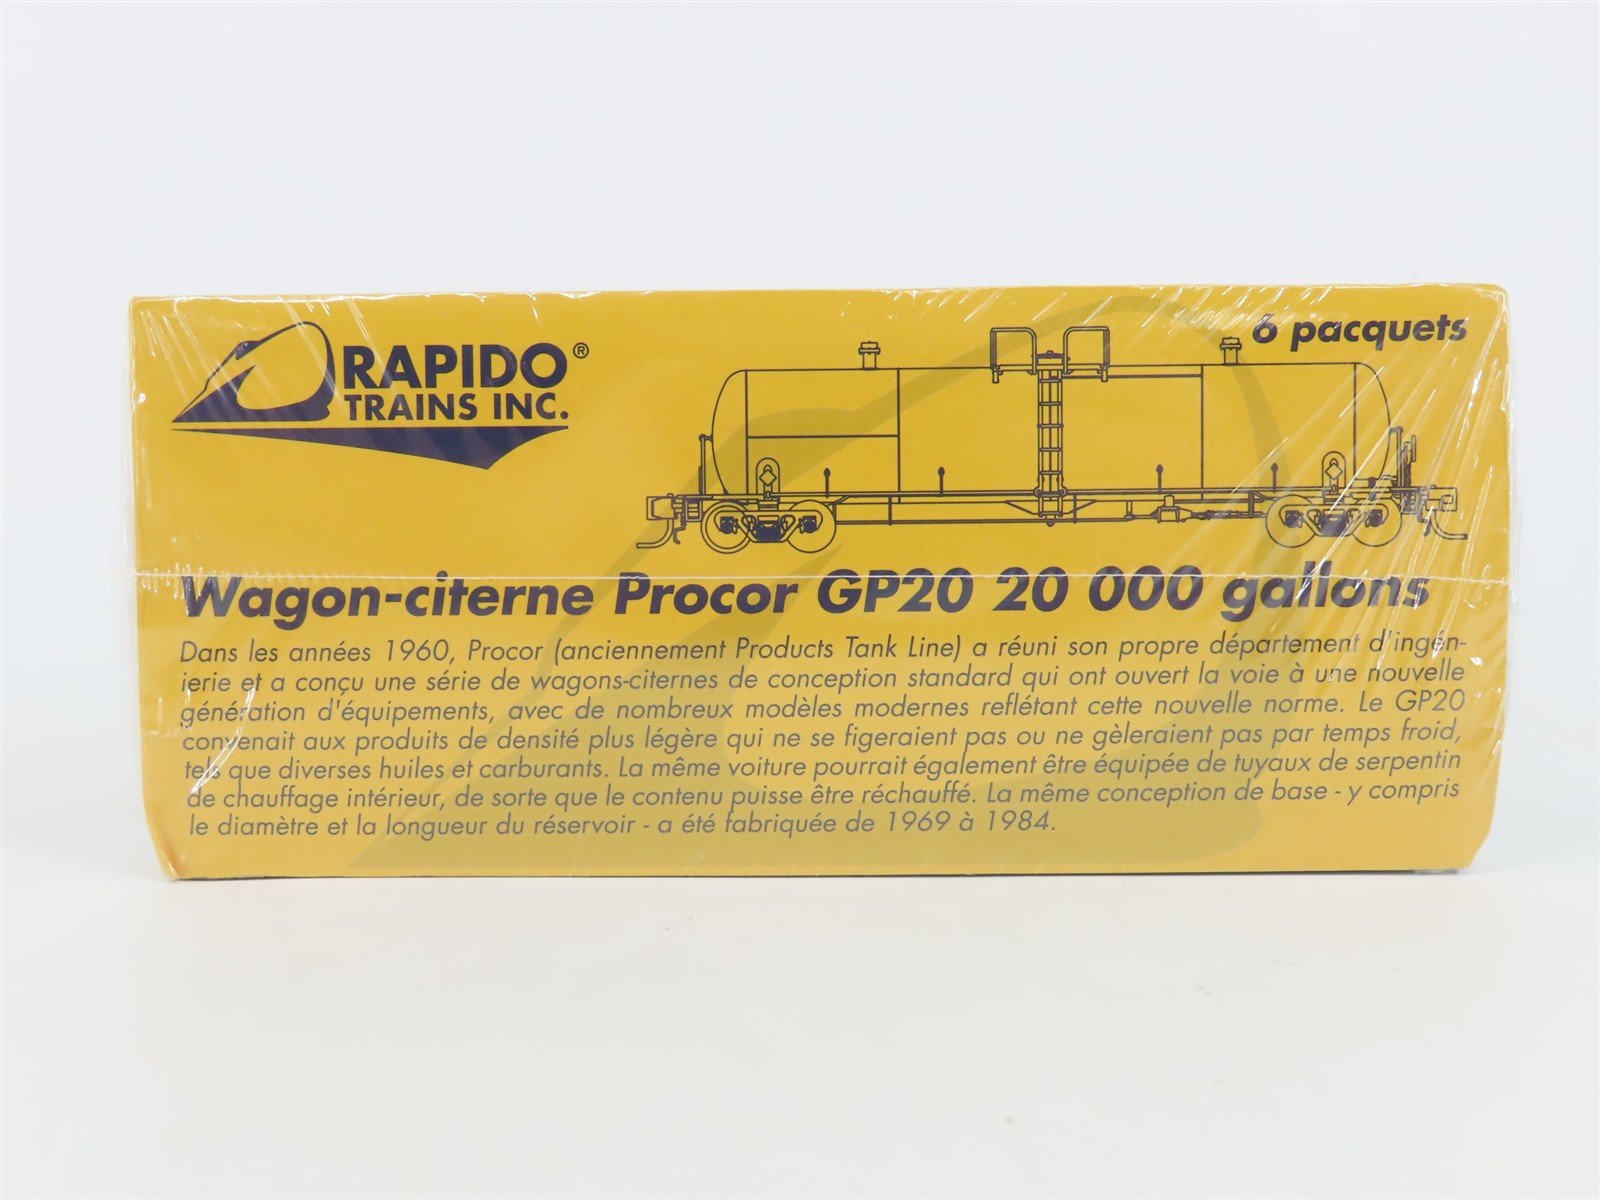 RAPIDO®
TRAINS INC.
6 pacquets
Wagon-citerne Procor GP20 20 000 gallons
Dans les années 1960, Procor (anciennement Products Tank Line) a réuni son propre département d'ingén-
ierie et a conçu une série de wagons-citernes de conception standard qui ont ouvert la voie à une nouvelle
génération d'équipements, avec de nombreux modèles modernes reflétant cette nouvelle norme. Le GP20
convenait aux produits de densité plus légère qui ne se figeraient pas ou ne gèleraient pas par temps froid,
tels que diverses huiles et carburants. La même voiture pourrait également être équipée de tuyaux de serpentin
de chauffage intérieur, de sorte que le contenu puisse être réchauffé. La même conception de base - y compris
le diamètre et la longueur du réservoir - a été fabriquée de 1969 à 1984.